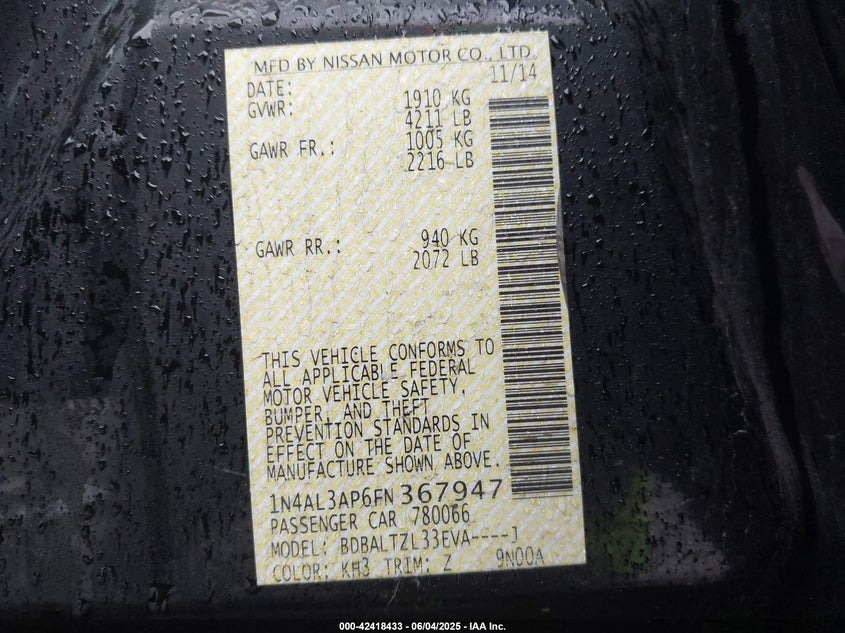 MFD BY NISSAN MOTOR CO., LTD.
DATE: 11/14
GVWR: 1910 KG
4211 LB
GAWR FR.: 1005 KG
2216 LB
GAWR RR.: 940 KG
2072 LB
THIS VEHICLE CONFORMS TO
ALL APPLICABLE FEDERAL
MOTOR VEHICLE SAFETY,
BUMPER, AND THEFT
PREVENTION STANDARDS IN
EFFECT ON THE DATE OF
MANUFACTURE SHOWN ABOVE.
1N4AL3AP6FN367947
PASSENGER CAR 780066
MODEL: BDBALTZL33EVA----J
COLOR: KH3 TRIM: Z 9N00A
000-42418433 - 06/04/2025 - IAA Inc.